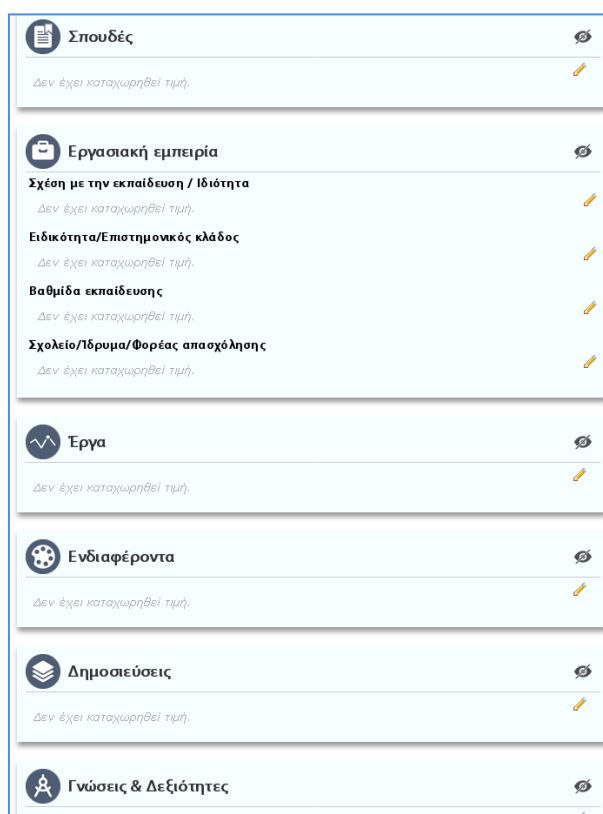 Σπουδές
Δεν έχει καταχωρηθεί τιμή.
Εργασιακή εμπειρία
Σχέση με την εκπαίδευση / Ιδιότητα
Δεν έχει καταχωρηθεί τιμή.
Ειδικότητα/Επιστημονικός κλάδος
Δεν έχει καταχωρηθεί τιμή.
Βαθμίδα εκπαίδευσης
Δεν έχει καταχωρηθεί τιμή.
Σχολείο/Ίδρυμα/Φορέας απασχόλησης
Δεν έχει καταχωρηθεί τιμή.
Έργα
Δεν έχει καταχωρηθεί τιμή.
Ενδιαφέροντα
Δεν έχει καταχωρηθεί τιμή.
Δημοσιεύσεις
Δεν έχει καταχωρηθεί τιμή.
Γνώσεις & Δεξιότητες